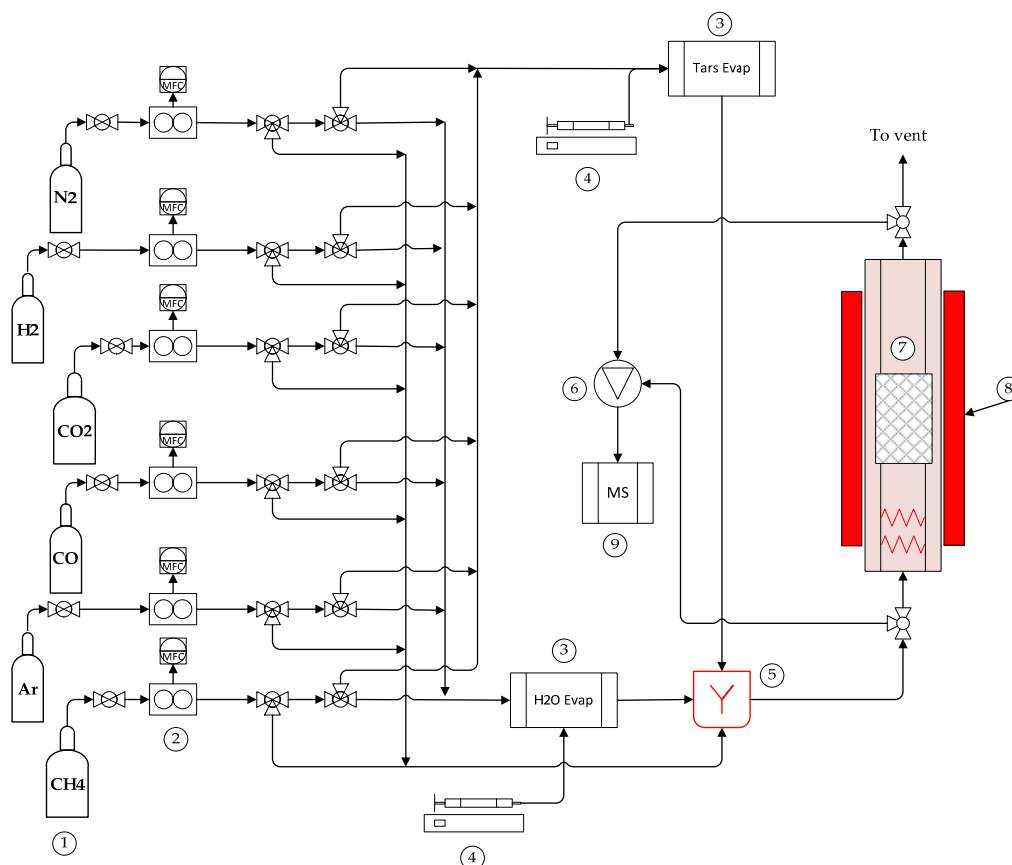 ③
Tars Evap
MFC
④
To vent
N2
MFC
H2
MFC
⑦
CO2
⑥
⑧
MFC
MS
CO
⑨
MFC
Ar
MFC
③
⑤
H2O Evap
②
CH4
①
④